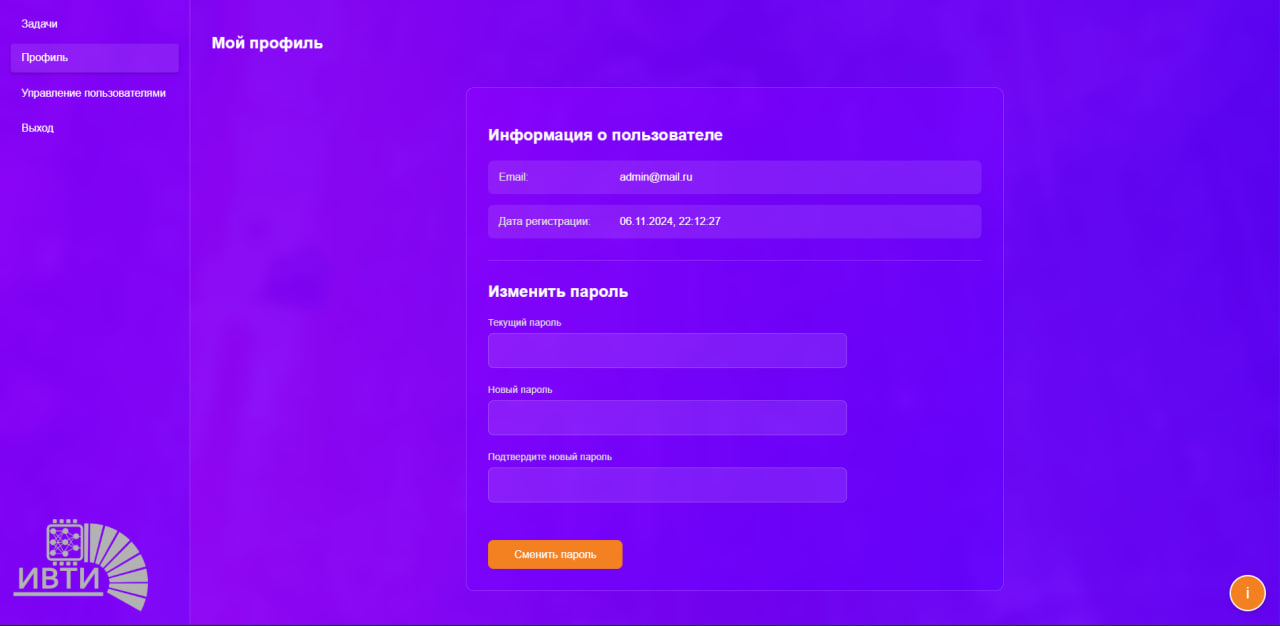 Задачи
Профиль
Управление пользователями
Выход
ИВТИ
Мой профиль
Информация о пользователе
Email: admin@mail.ru
Дата регистрации: 06.11.2024, 22:12:27
Изменить пароль
Текущий пароль
Новый пароль
Подтвердите новый пароль
Сменить пароль
i